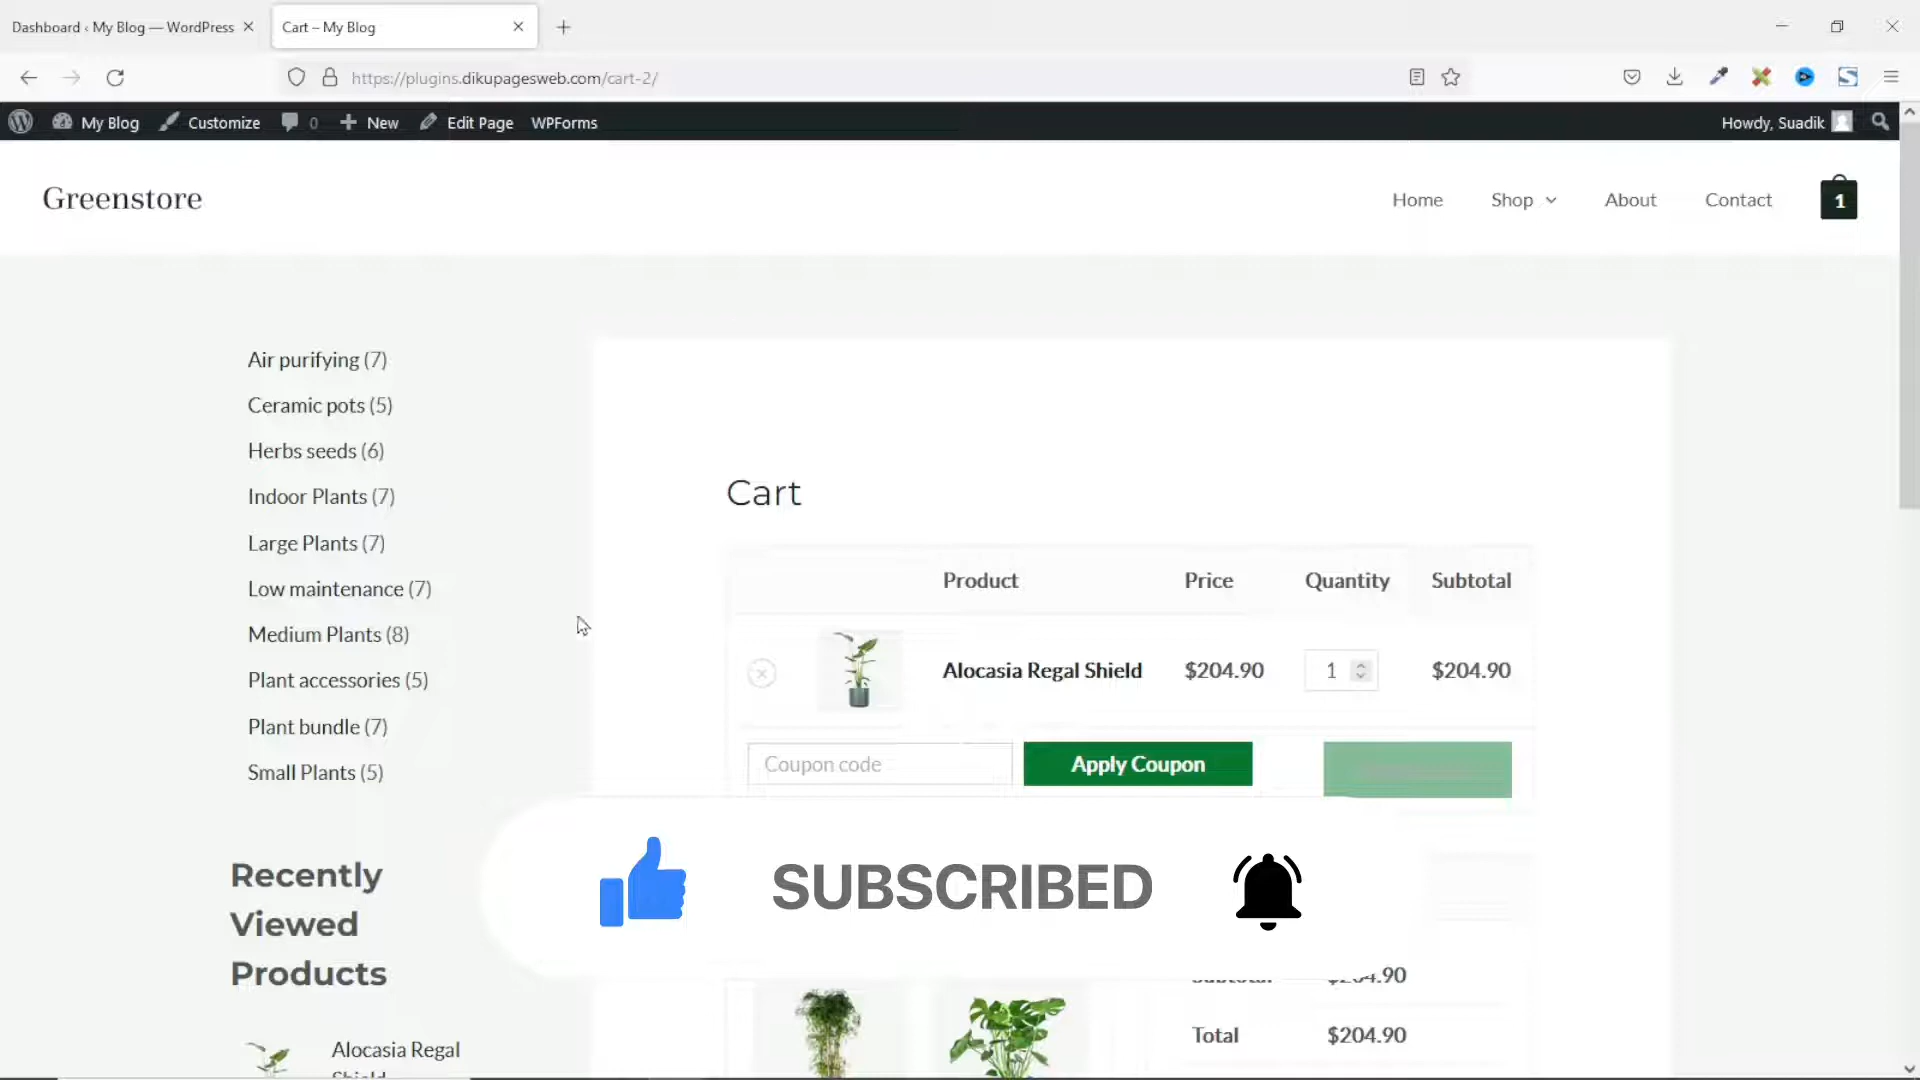 Dashboard ‹ My Blog — WordPress
Cart – My Blog
https://plugins.dikupagesweb.com/cart-2/
My Blog
Customize
0
New
Edit Page
WPForms
Howdy, Suadik
Greenstore
Home
Shop
About
Contact
1
Air purifying (7)
Ceramic pots (5)
Herbs seeds (6)
Indoor Plants (7)
Large Plants (7)
Low maintenance (7)
Medium Plants (8)
Plant accessories (5)
Plant bundle (7)
Small Plants (5)
Recently
Viewed
Products
Alocasia Regal
Shield
Cart
Product Price Quantity Subtotal
Alocasia Regal Shield $204.90 1 $204.90
Coupon code
Apply Coupon
SUBSCRIBED
Subtotal $204.90
Total $204.90